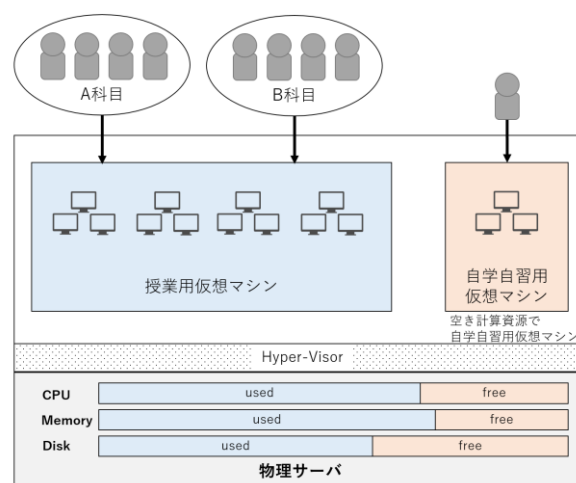 A科目
B科目
授業用仮想マシン
自学自習用
仮想マシン
空き計算資源で
自学自習用仮想マシン
Hyper-Visor
CPU
used
free
Memory
used
free
Disk
used
free
物理サーバ